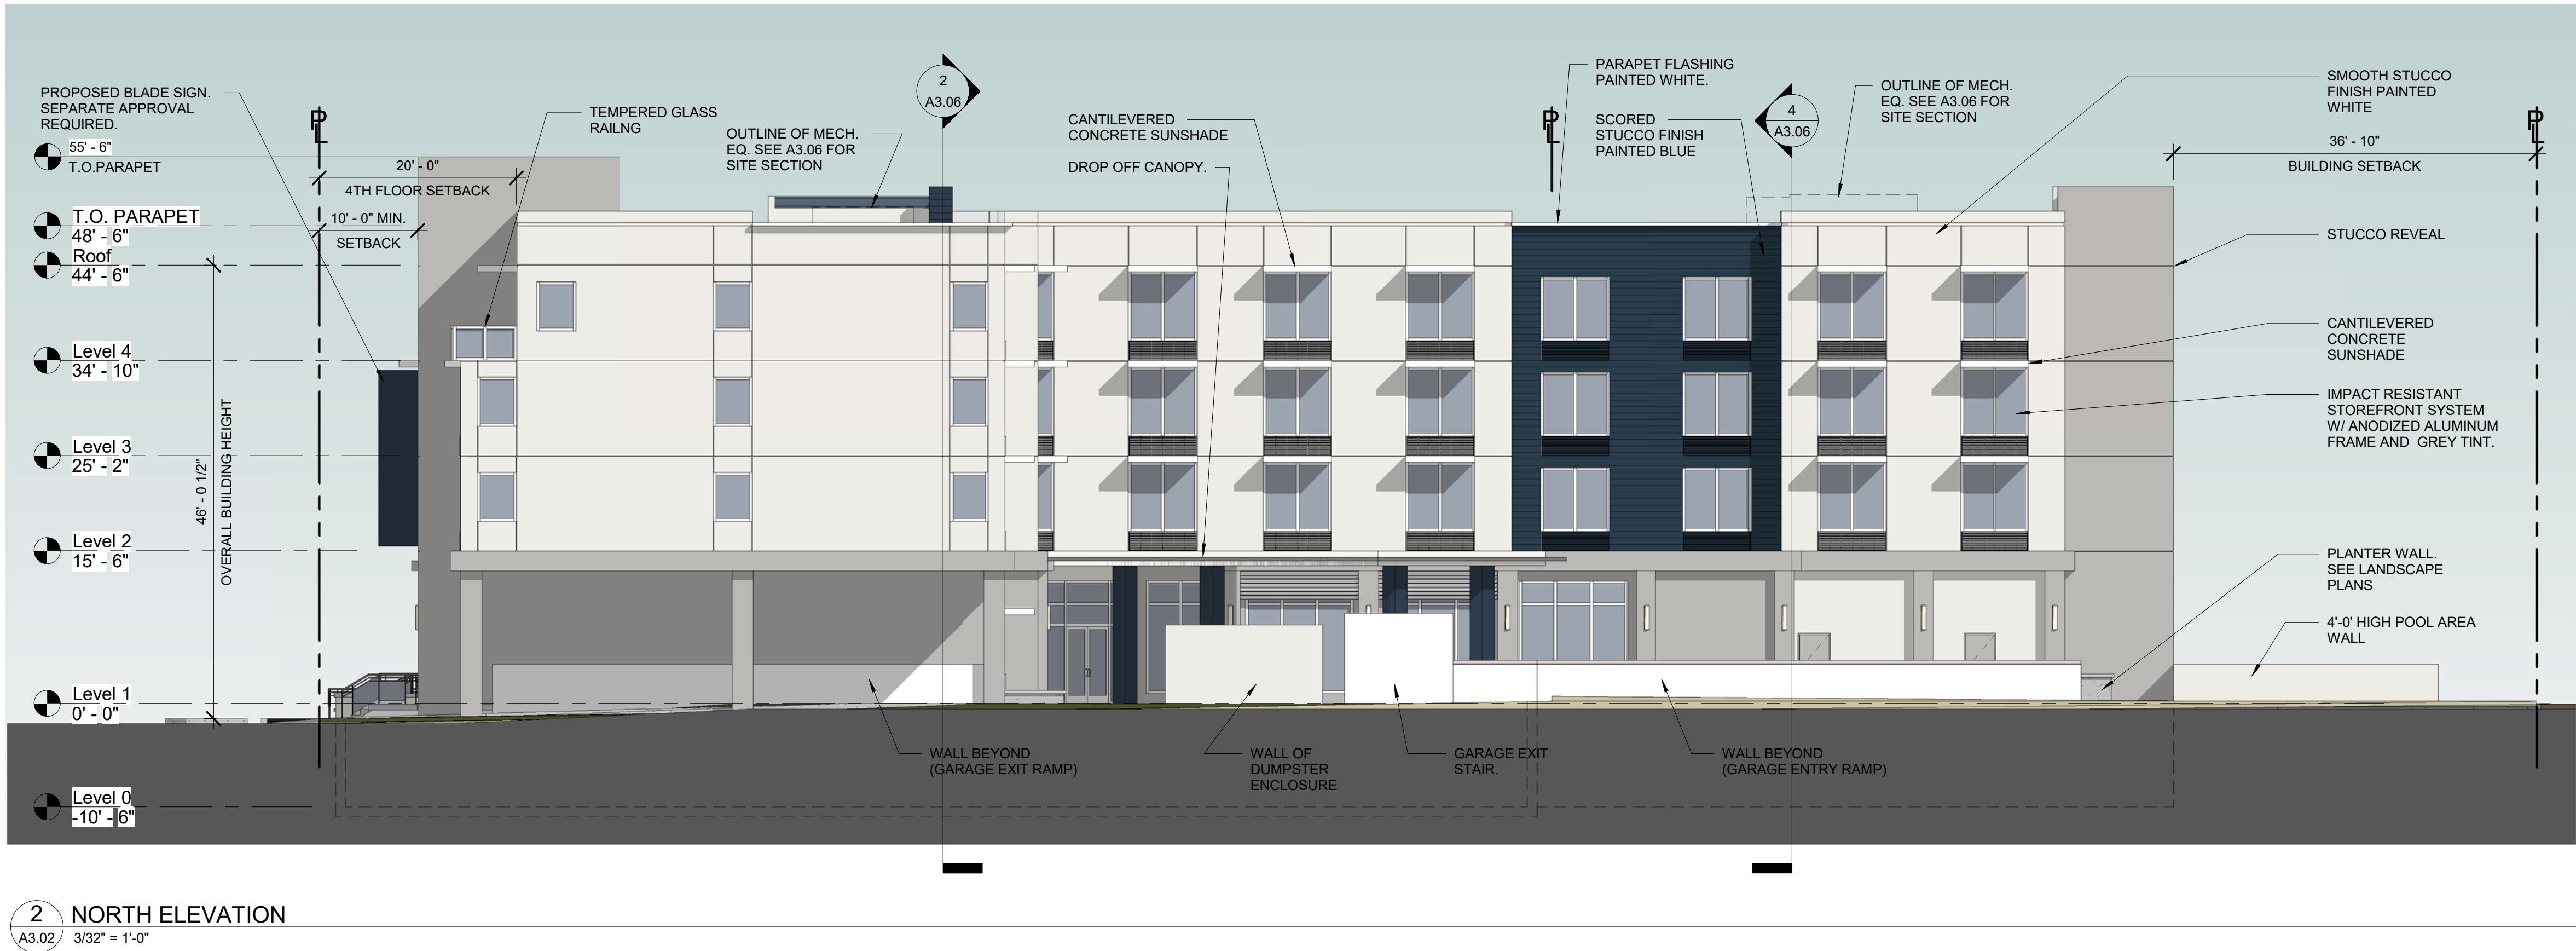 PROPOSED BLADE SIGN.
SEPARATE APPROVAL
REQUIRED.
55' - 6"
T.O.PARAPET
T.O. PARAPET
48' - 6"
Roof
44' - 6"
Level 4
34' - 10"
Level 3
25' - 2"
Level 2
15' - 6"
Level 1
0' - 0"
Level 0
-10' - 6"
46' - 0 1/2"
OVERALL BUILDING HEIGHT
PL
20' - 0"
4TH FLOOR SETBACK
10' - 0" MIN.
SETBACK
TEMPERED GLASS
RAILNG
OUTLINE OF MECH.
EQ. SEE A3.06 FOR
SITE SECTION
2
A3.06
CANTILEVERED
CONCRETE SUNSHADE
DROP OFF CANOPY.
PARAPET FLASHING
PAINTED WHITE.
PL
SCORED
STUCCO FINISH
PAINTED BLUE
4
A3.06
OUTLINE OF MECH.
EQ. SEE A3.06 FOR
SITE SECTION
SMOOTH STUCCO
FINISH PAINTED
WHITE
36' - 10"
BUILDING SETBACK
PL
STUCCO REVEAL
CANTILEVERED
CONCRETE
SUNSHADE
IMPACT RESISTANT
STOREFRONT SYSTEM
W/ ANODIZED ALUMINUM
FRAME AND GREY TINT.
PLANTER WALL.
SEE LANDSCAPE
PLANS
4'-0' HIGH POOL AREA
WALL
WALL BEYOND
(GARAGE EXIT RAMP)
WALL OF
DUMPSTER
ENCLOSURE
GARAGE EXIT
STAIR.
WALL BEYOND
(GARAGE ENTRY RAMP)
2
A3.02
NORTH ELEVATION
3/32" = 1'-0"